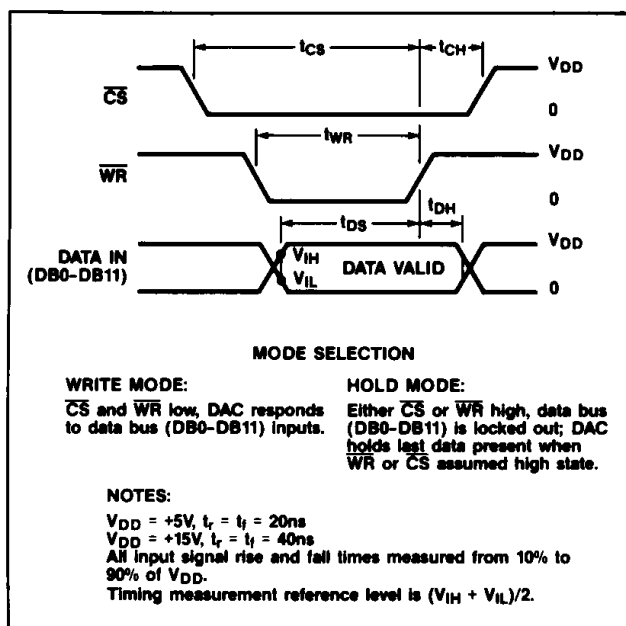 tCS
tCH
VDD
CS
0
tWR
VDD
WR
0
tDS
tDH
DATA IN
(DB0-DB11)
VIH
VIL
DATA VALID
VDD
0
MODE SELECTION
WRITE MODE:
CS and WR low, DAC responds
to data bus (DB0-DB11) inputs.
HOLD MODE:
Either CS or WR high, data bus
(DB0-DB11) is locked out; DAC
holds last data present when
WR or CS assumed high state.
NOTES:
VDD = +5V, tr = tf = 20ns
VDD = +15V, tr = tf = 40ns
All input signal rise and fall times measured from 10% to
90% of VDD.
Timing measurement reference level is (VIH + VIL)/2.